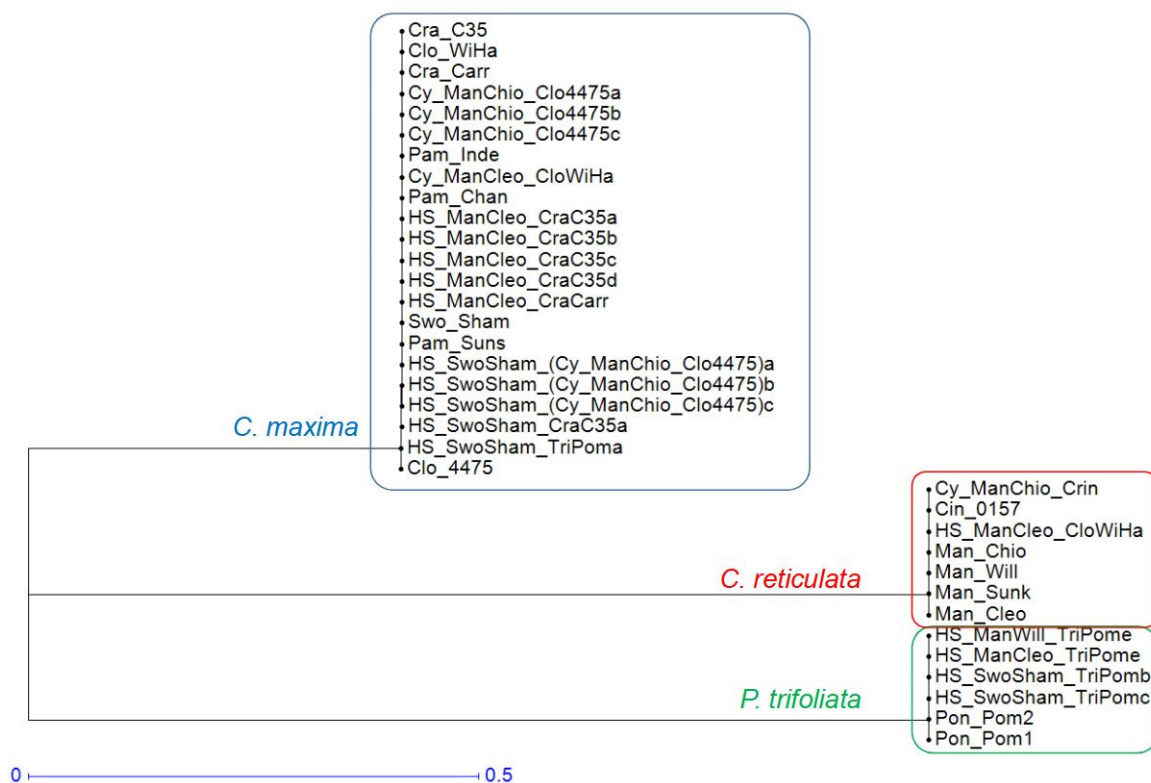 Cra_C35
Clo_WiHa
Cra_Carr
Cy_ManChio_Clo4475a
Cy_ManChio_Clo4475b
Cy_ManChio_Clo4475c
Pam_Inde
Cy_ManCleo_CloWiHa
Pam_Chan
HS_ManCleo_CraC35a
HS_ManCleo_CraC35b
HS_ManCleo_CraC35c
HS_ManCleo_CraC35d
HS_ManCleo_CraCarr
Swo_Sham
Pam_Suns
HS_SwoSham_(Cy_ManChio_Clo4475)a
HS_SwoSham_(Cy_ManChio_Clo4475)b
HS_SwoSham_(Cy_ManChio_Clo4475)c
HS_SwoSham_CraC35a
C. maxima
HS_SwoSham_TriPoma
Clo_4475
Cy_ManChio_Crin
Cin_0157
HS_ManCleo_CloWiHa
Man_Chio
C. reticulata
Man_Will
Man_Sunk
Man_Cleo
HS_ManWill_TriPome
HS_ManCleo_TriPome
HS_SwoSham_TriPomb
HS_SwoSham_TriPomc
P. trifoliata
Pon_Pom2
Pon_Pom1
0 0.5